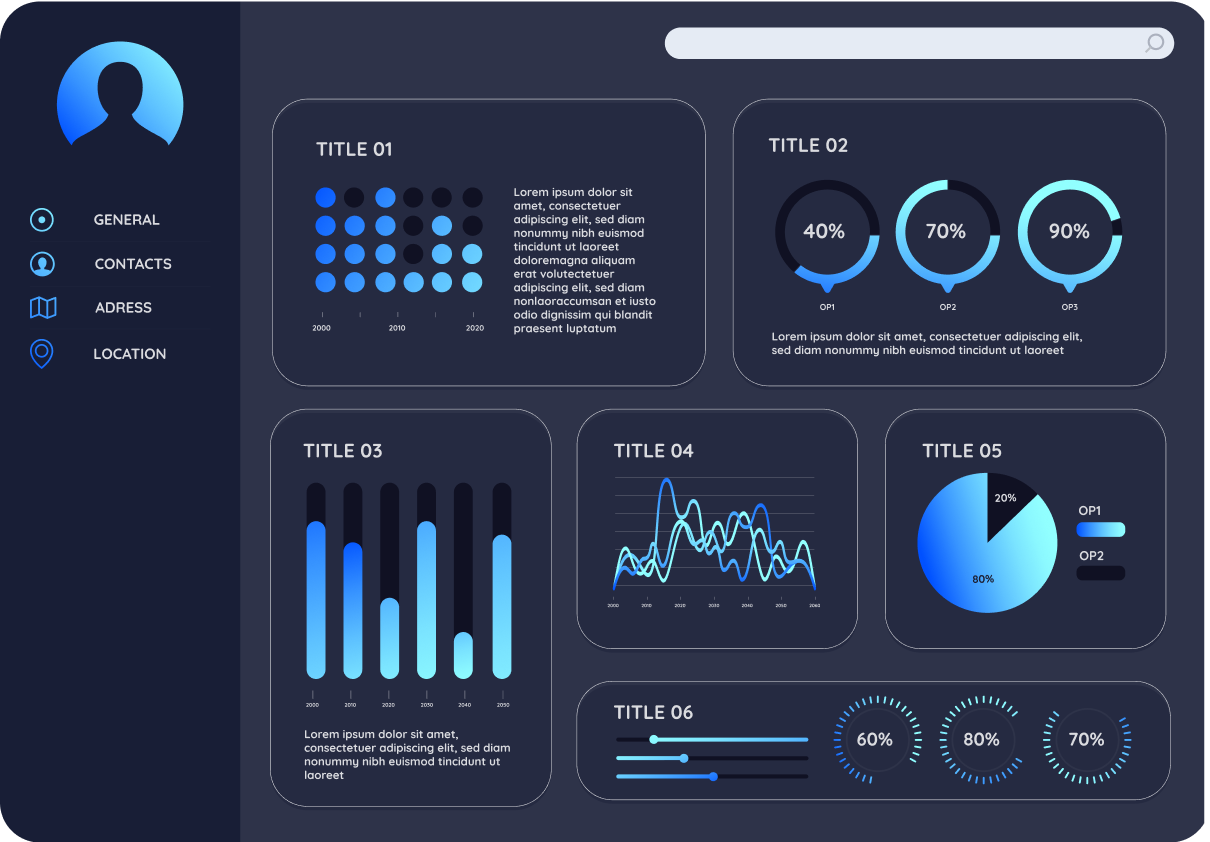 GENERAL
CONTACTS
ADRESS
LOCATION
TITLE 01
Lorem ipsum dolor sit
amet, consectetuer
adipiscing elit, sed diam
nonummy nibh euismod
tincidunt ut laoreet
doloremagna aliquam
erat volutectetuer
adipiscing elit, sed diam
nonlaoraccumsan et iusto
odio dignissim qui blandit
praesent luptatum
2000 2010 2020
TITLE 02
40% 70% 90%
OP1 OP2 OP3
Lorem ipsum dolor sit amet, consectetuer adipiscing elit,
sed diam nonummy nibh euismod tincidunt ut laoreet
TITLE 03
2000 2010 2020 2030 2040 2050
Lorem ipsum dolor sit amet,
consectetuer adipiscing elit, sed diam
nonummy nibh euismod tincidunt ut
laoreet
TITLE 04
2000 2010 2020 2030 2040 2050 2060
TITLE 05
20%
80%
OP1
OP2
TITLE 06
60% 80% 70%